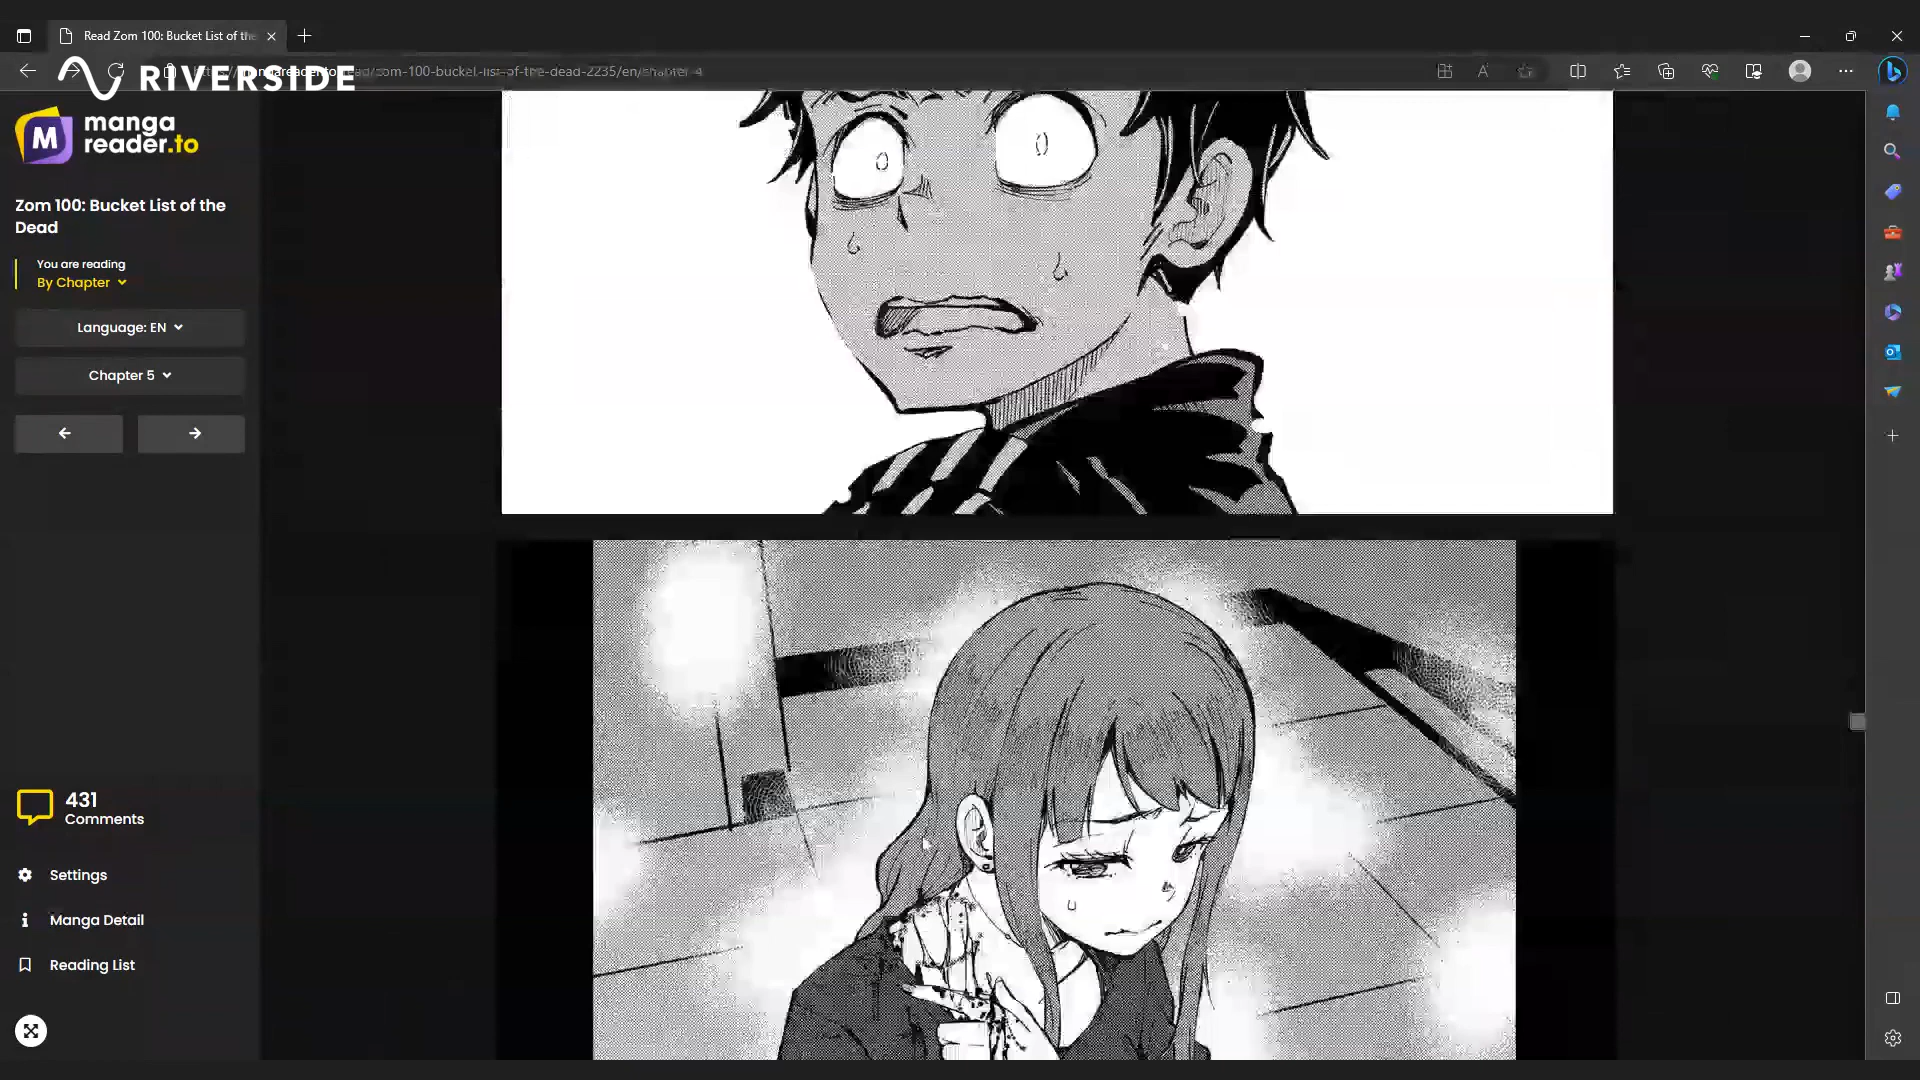 Read Zom 100: Bucket List of the
RIVERSIDE
manga
reader.to
Zom 100: Bucket List of the
Dead
You are reading
By Chapter
Language: EN
Chapter 5
431
Comments
Settings
Manga Detail
Reading List